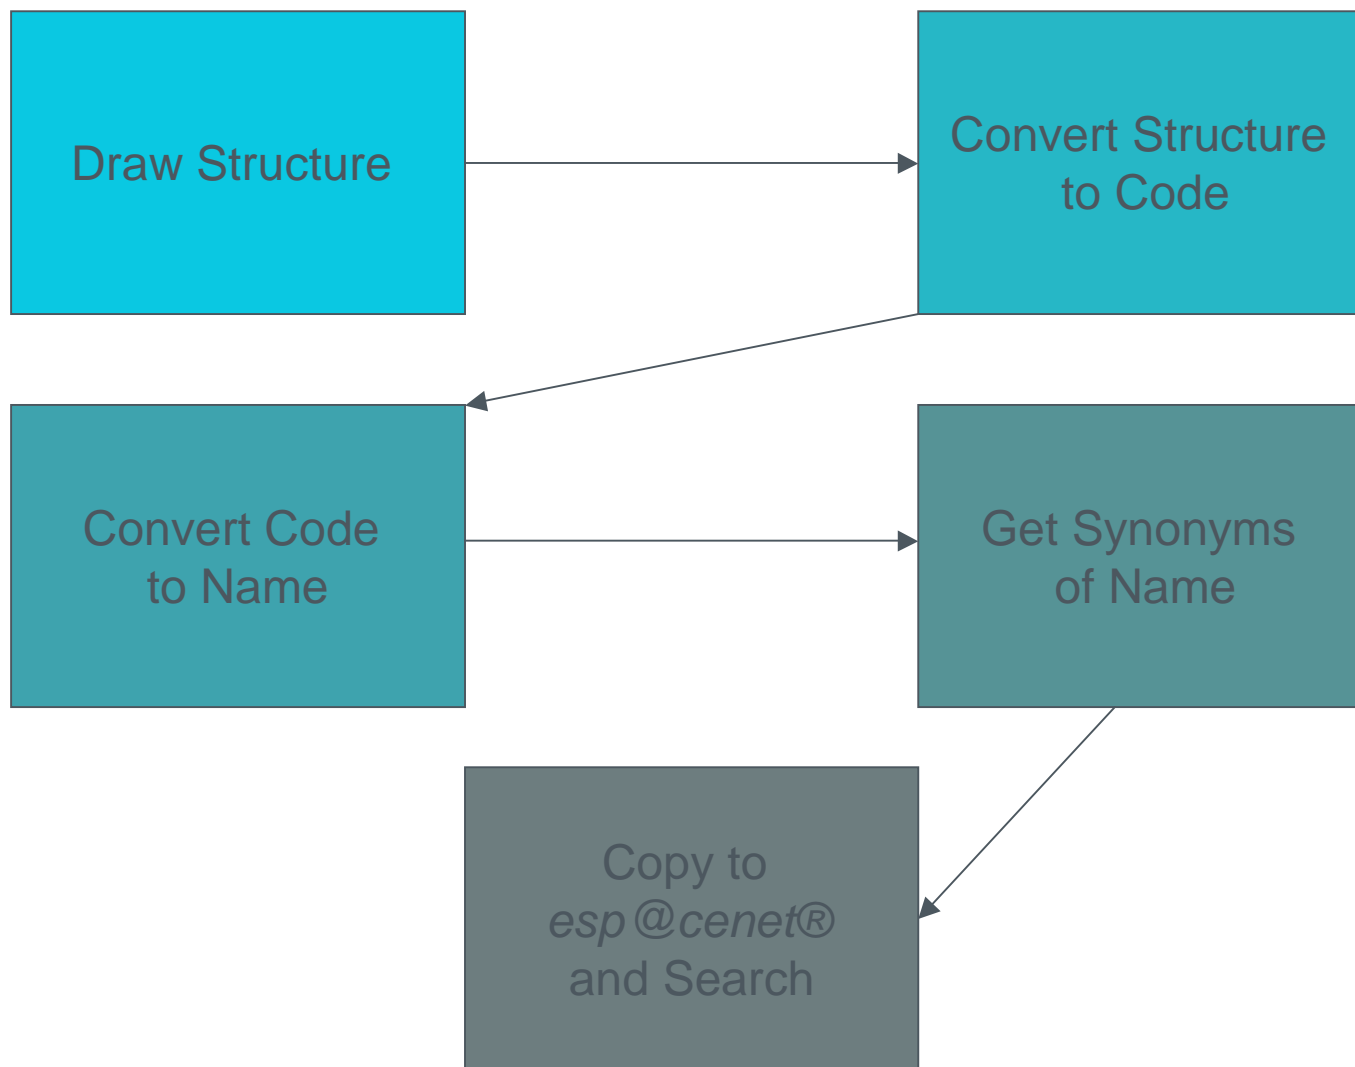 Draw Structure
Convert Structure
to Code
Convert Code
to Name
Get Synonyms
of Name
Copy to
esp@cenet®
and Search